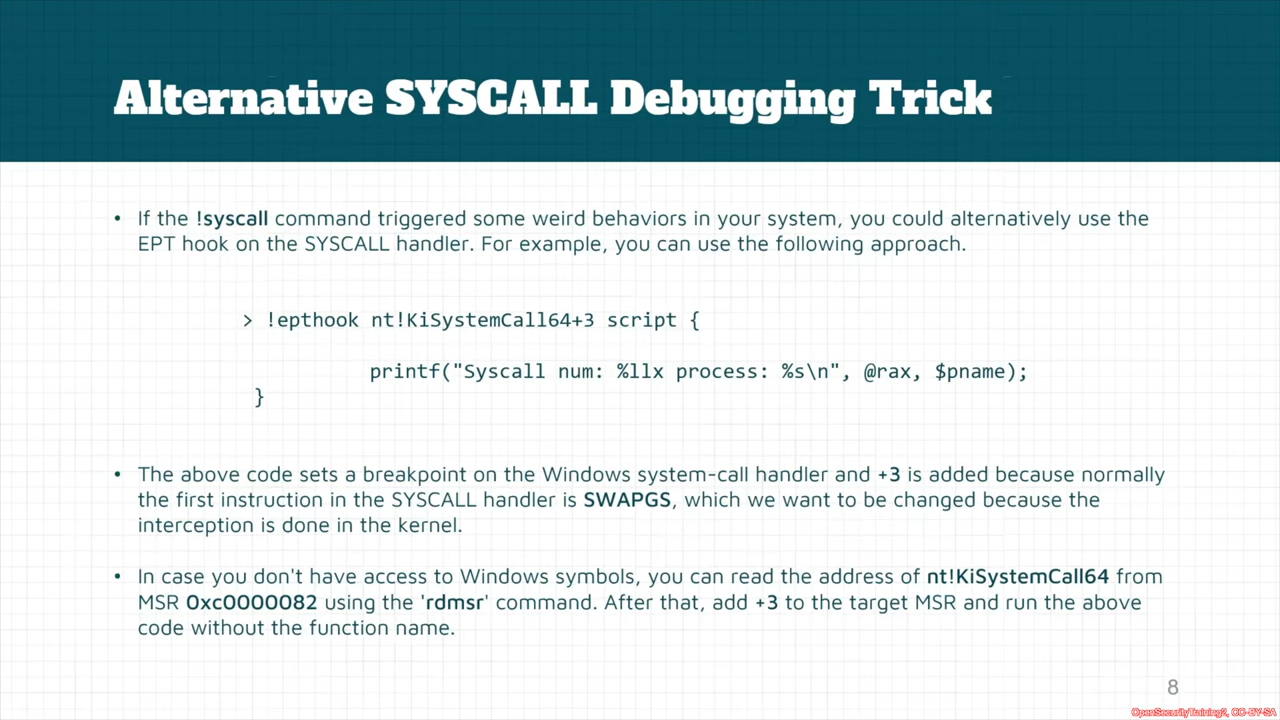 Alternative SYSCALL Debugging Trick
• If the !syscall command triggered some weird behaviors in your system, you could alternatively use the
EPT hook on the SYSCALL handler. For example, you can use the following approach.
> !epthook nt!KiSystemCall64+3 script {
printf("Syscall num: %llx process: %s\n", @rax, $pname);
}
• The above code sets a breakpoint on the Windows system-call handler and +3 is added because normally
the first instruction in the SYSCALL handler is SWAPGS, which we want to be changed because the
interception is done in the kernel.
• In case you don't have access to Windows symbols, you can read the address of nt!KiSystemCall64 from
MSR 0xc0000082 using the 'rdmsr' command. After that, add +3 to the target MSR and run the above
code without the function name.
8
OpenSecurityTraining2, CC-BY-SA